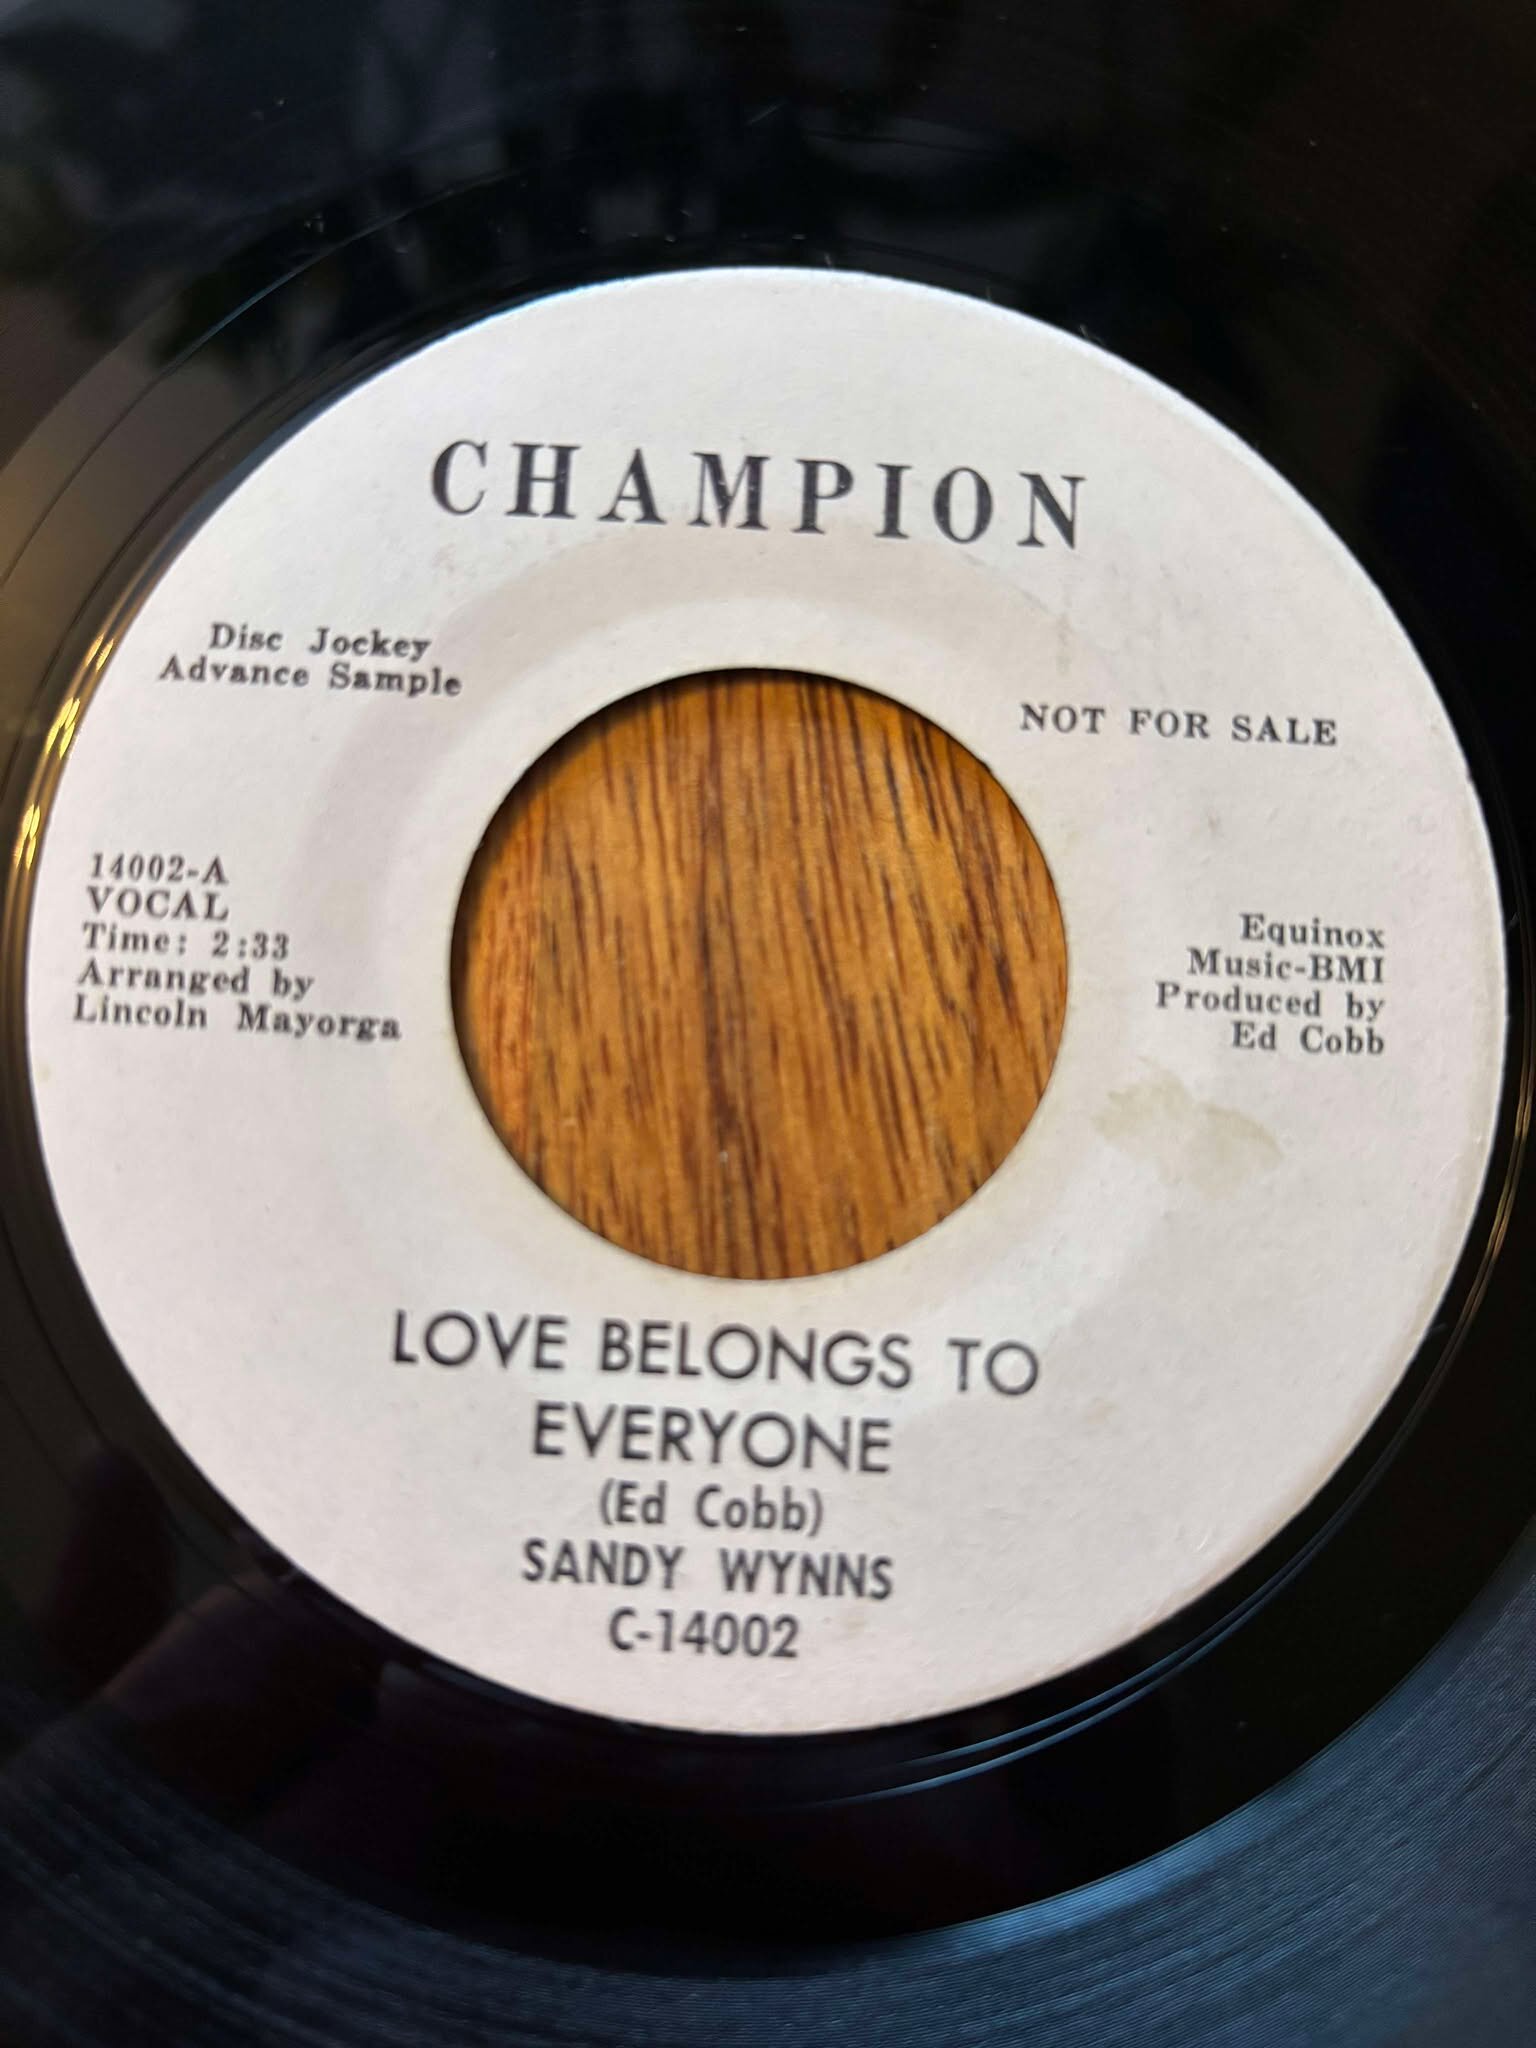 CHAMPION
Disc Jockey
Advance Sample
NOT FOR SALE
14002-A
VOCAL
Time: 2:33
Arranged by
Lincoln Mayorga
Equinox
Music-BMI
Produced by
Ed Cobb
LOVE BELONGS TO
EVERYONE
(Ed Cobb)
SANDY WYNNS
C-14002